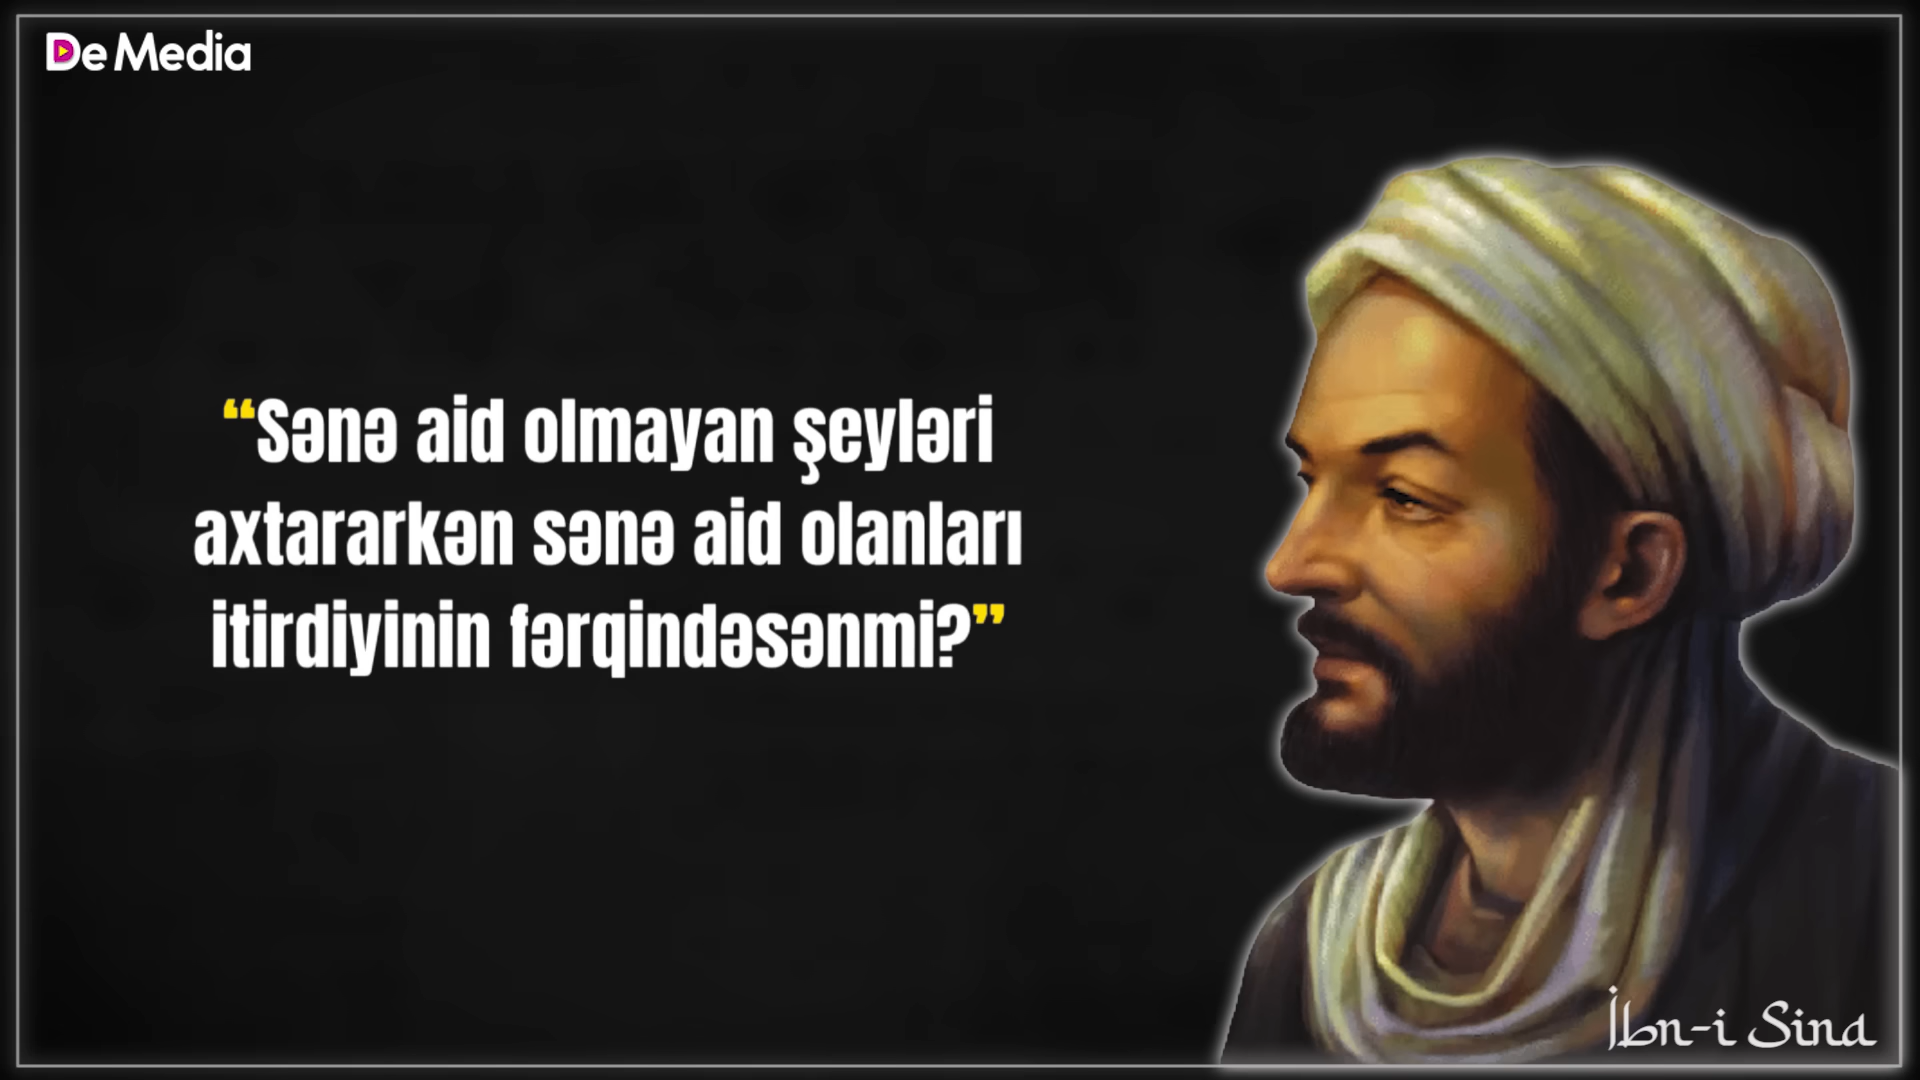 De Media
“Sənə aid olmayan şeyləri
axtararkən sənə aid olanları
itirdiyinin fərqindəsənmi?”
İbn-i Sina